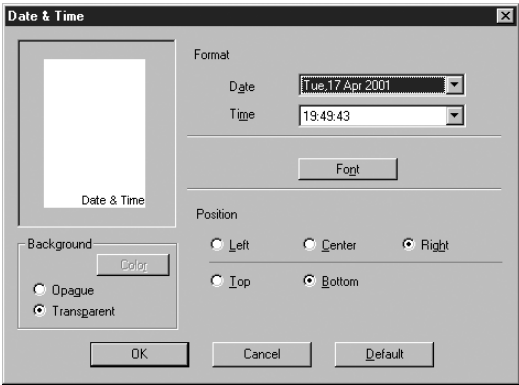 Date & Time
Format
Date Tue,17 Apr 2001
Time 19:49:43
Font
Date & Time
Position
Left Center Right
Top Bottom
Background
Color
Opaque
Transparent
OK Cancel Default